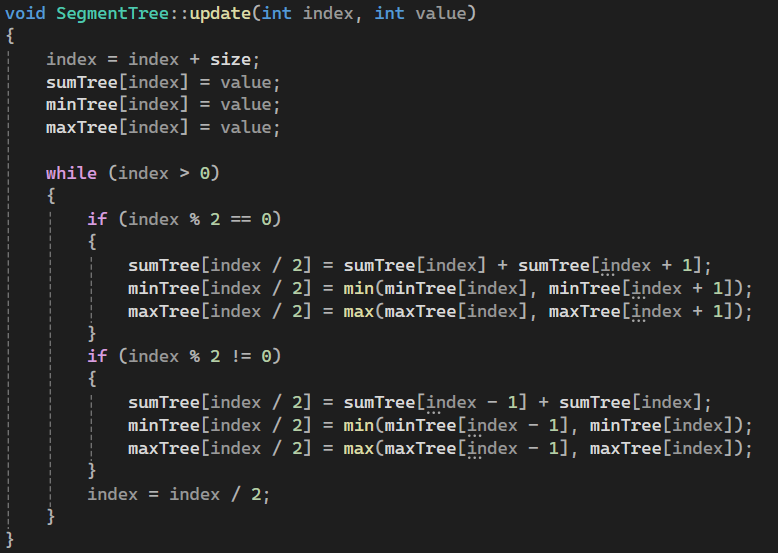 void SegmentTree::update(int index, int value)
{
    index = index + size;
    sumTree[index] = value;
    minTree[index] = value;
    maxTree[index] = value;

    while (index > 0)
    {
        if (index % 2 == 0)
        {
            sumTree[index / 2] = sumTree[index] + sumTree[index + 1];
            minTree[index / 2] = min(minTree[index], minTree[index + 1]);
            maxTree[index / 2] = max(maxTree[index], maxTree[index + 1]);
        }
        if (index % 2 != 0)
        {
            sumTree[index / 2] = sumTree[index - 1] + sumTree[index];
            minTree[index / 2] = min(minTree[index - 1], minTree[index]);
            maxTree[index / 2] = max(maxTree[index - 1], maxTree[index]);
        }
        index = index / 2;
    }
}